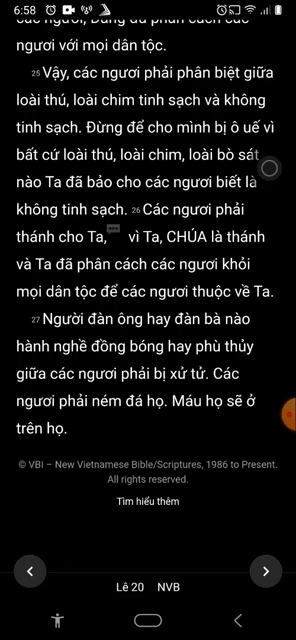 6:58
ngươi với mọi dân tộc.
25 Vậy, các ngươi phải phân biệt giữa
loài thú, loài chim tinh sạch và không
tinh sạch. Đừng để cho mình bị ô uế vì
bất cứ loài thú, loài chim, loài bò sát
nào Ta đã bảo cho các ngươi biết là
không tinh sạch. 26 Các ngươi phải
thánh cho Ta, vì Ta, CHÚA là thánh
và Ta đã phân cách các ngươi khỏi
mọi dân tộc để các ngươi thuộc về Ta.
27 Người đàn ông hay đàn bà nào
hành nghề đồng bóng hay phù thủy
giữa các ngươi phải bị xử tử. Các
ngươi phải ném đá họ. Máu họ sẽ ở
trên họ.
© VBI – New Vietnamese Bible/Scriptures, 1986 to Present.
All rights reserved.
Tìm hiểu thêm
Lê 20 NVB